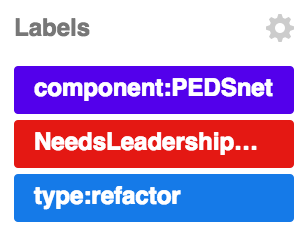 Labels
component:PEDSnet
NeedsLeadership...
type:refactor